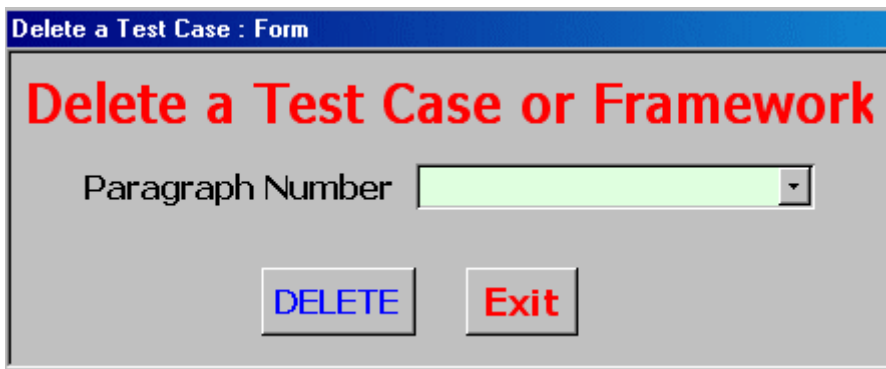 Delete a Test Case : Form
Delete a Test Case or Framework
Paragraph Number
DELETE Exit